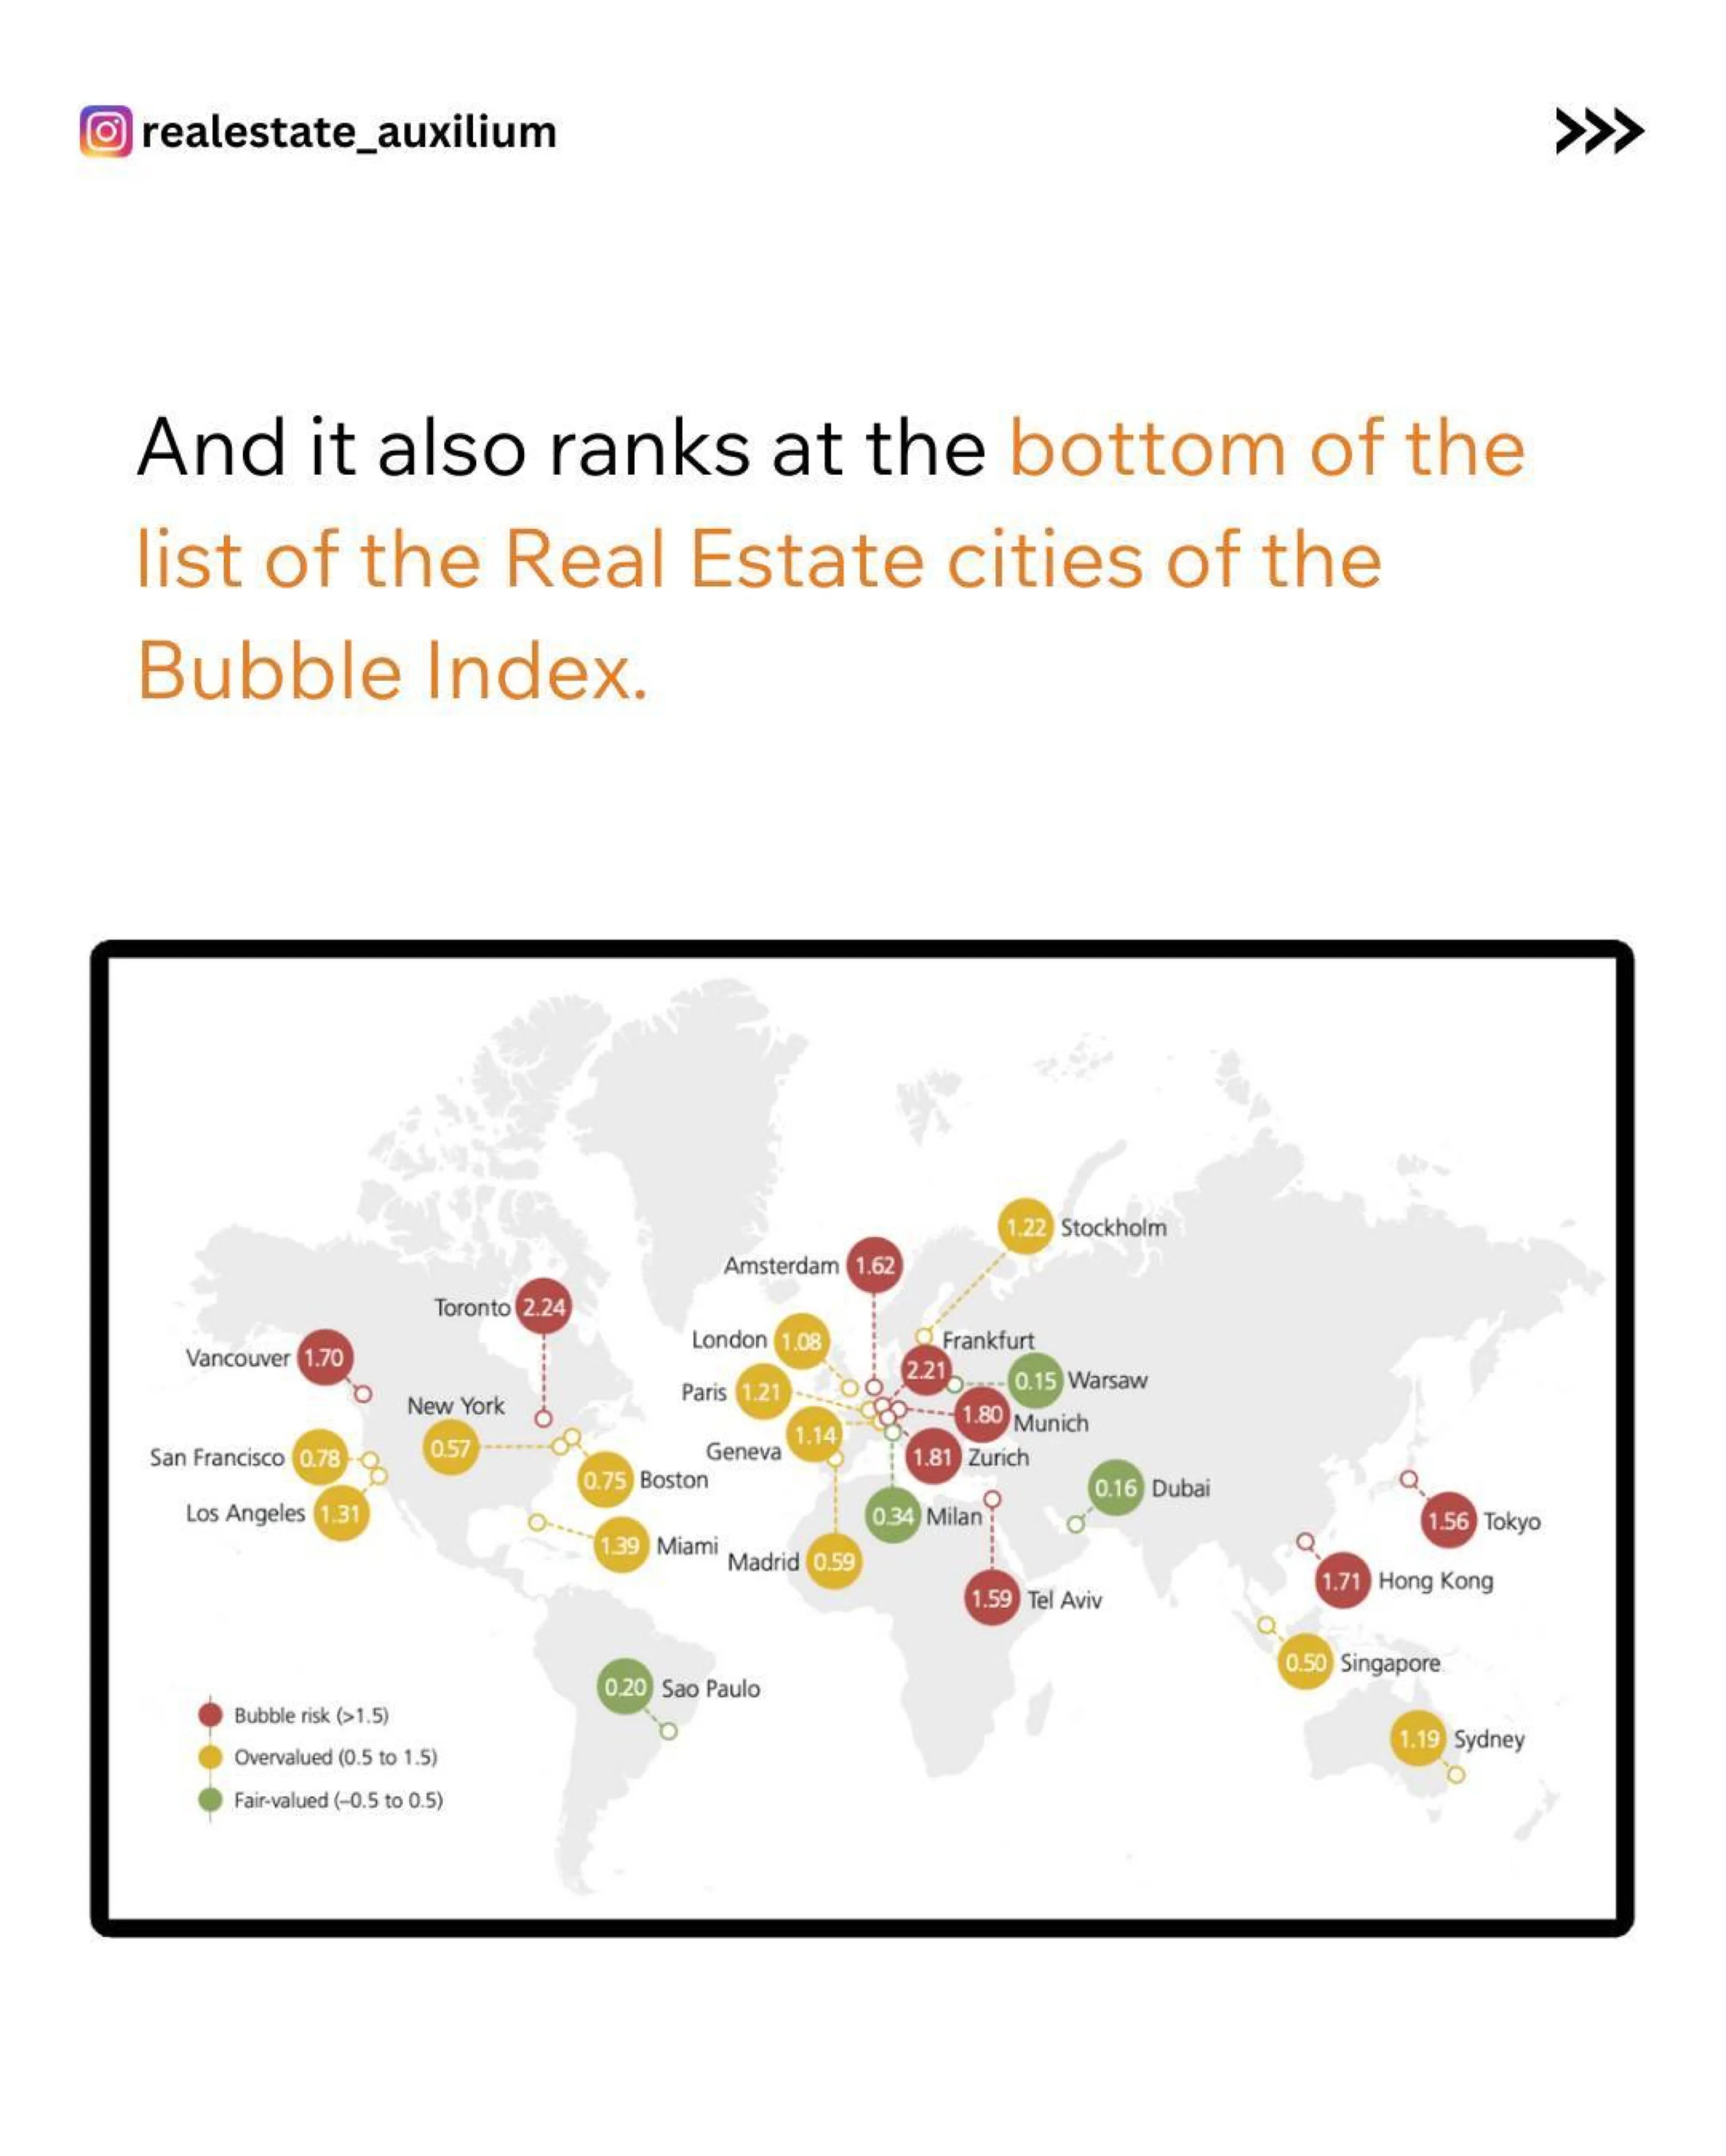 realestate_auxilium
And it also ranks at the bottom of the
list of the Real Estate cities of the
Bubble Index.
1.22 Stockholm
Amsterdam 1.62
Toronto 2.24
London 1.08
Frankfurt
2.21
Vancouver 1.70
0.15 Warsaw
Paris 1.21
New York
0.57
1.80 Munich
1.14
Geneva
San Francisco 0.78
1.81 Zurich
0.75 Boston
0.16 Dubai
Los Angeles 1.31
0.34 Milan
1.56 Tokyo
1.39 Miami
Madrid 0.59
1.71 Hong Kong
1.59 Tel Aviv
0.50 Singapore
0.20 Sao Paulo
1.19 Sydney
Bubble risk (>1.5)
Overvalued (0.5 to 1.5)
Fair-valued (–0.5 to 0.5)